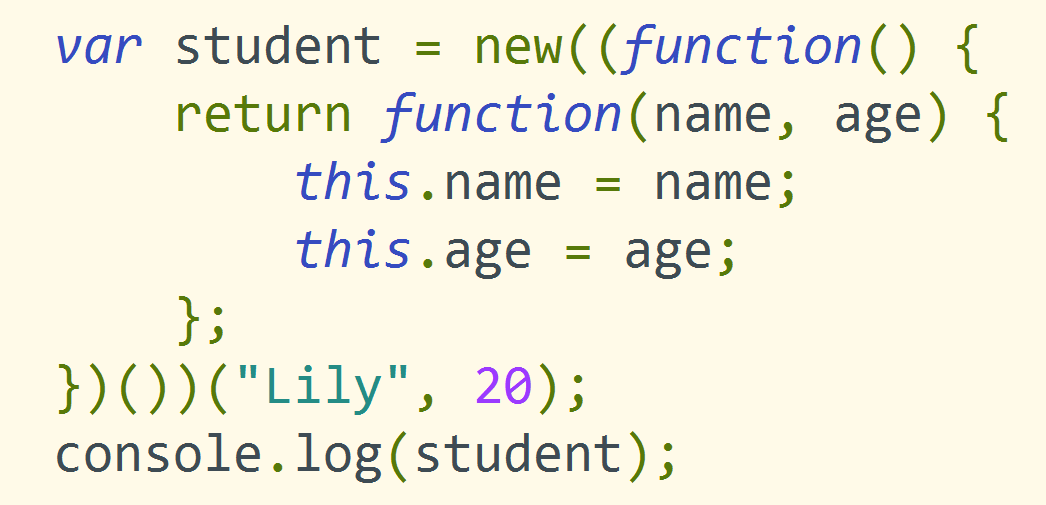 var student = new((function() {
    return function(name, age) {
        this.name = name;
        this.age = age;
    };
})())("Lily", 20);
console.log(student);